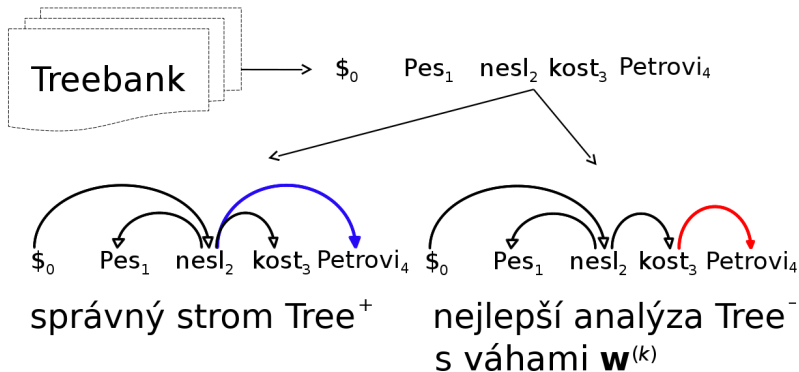 Treebank
$₀ Pes₁ nesl₂ kost₃ Petrovi₄
$₀ Pes₁ nesl₂ kost₃ Petrovi₄
$₀ Pes₁ nesl₂ kost₃ Petrovi₄
správný strom Tree⁺
nejlepší analýza Tree⁻
s váhami w⁽ᵏ⁾